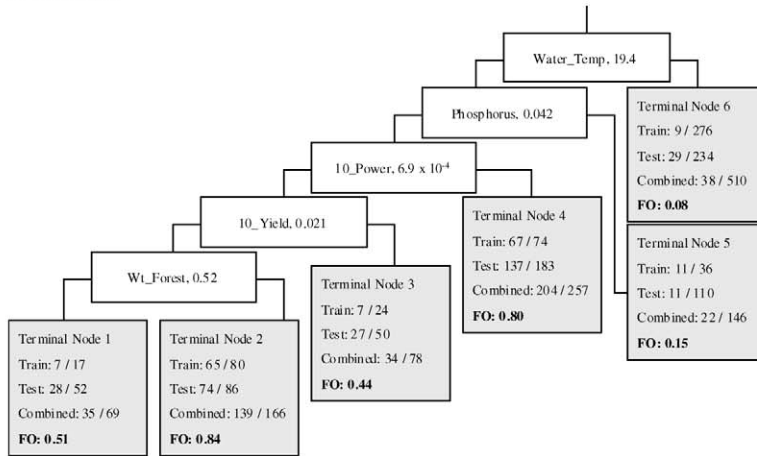 Water_Temp, 19.4
Phosphorus, 0.042
10_Power, 6.9 x 10⁻⁴
10_Yield, 0.021
Wt_Forest, 0.52
Terminal Node 1
Train: 7 / 17
Test: 28 / 52
Combined: 35 / 69
FO: 0.51
Terminal Node 2
Train: 65 / 80
Test: 74 / 86
Combined: 139 / 166
FO: 0.84
Terminal Node 3
Train: 7 / 24
Test: 27 / 50
Combined: 34 / 78
FO: 0.44
Terminal Node 4
Train: 67 / 74
Test: 137 / 183
Combined: 204 / 257
FO: 0.80
Terminal Node 6
Train: 9 / 276
Test: 29 / 234
Combined: 38 / 510
FO: 0.08
Terminal Node 5
Train: 11 / 36
Test: 11 / 110
Combined: 22 / 146
FO: 0.15